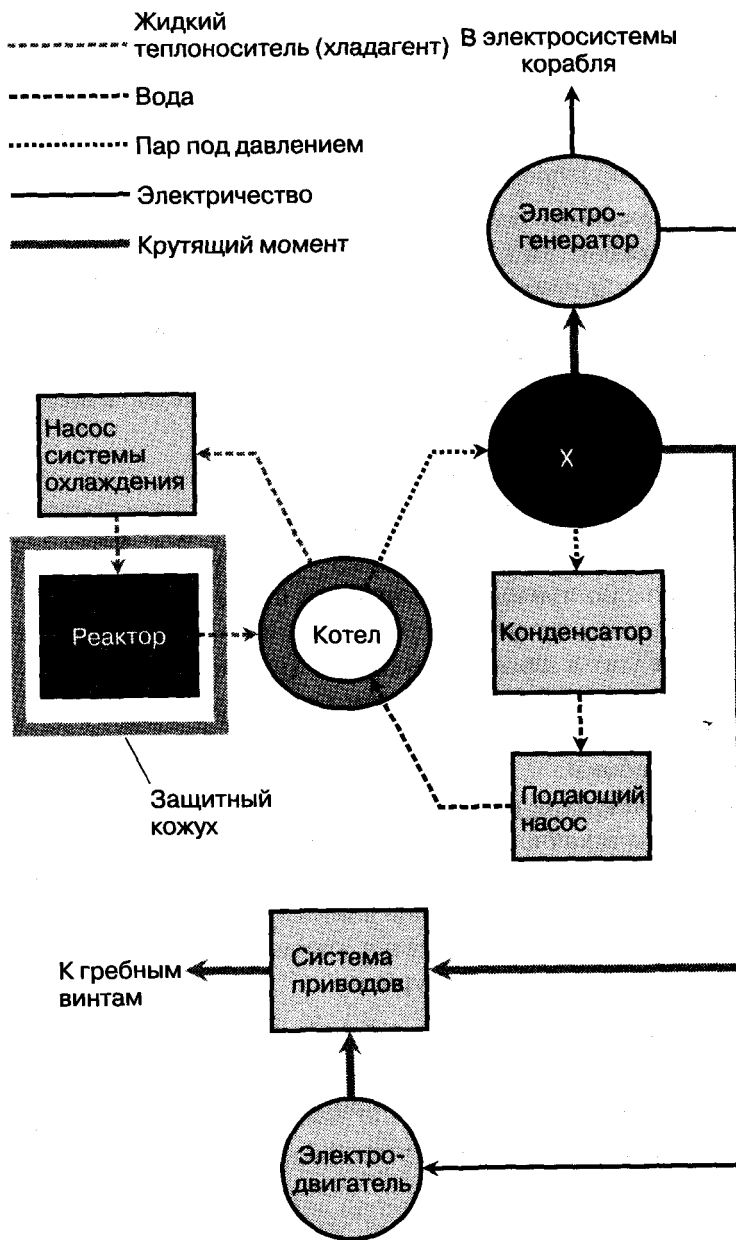 Жидкий
теплоноситель (хладагент)
Вода
Пар под давлением
Электричество
Крутящий момент
В электросистемы
корабля
Электро-
генератор
X
Насос
системы
охлаждения
Реактор
Котел
Конденсатор
Защитный
кожух
Подающий
насос
К гребным
винтам
Система
приводов
Электро-
двигатель